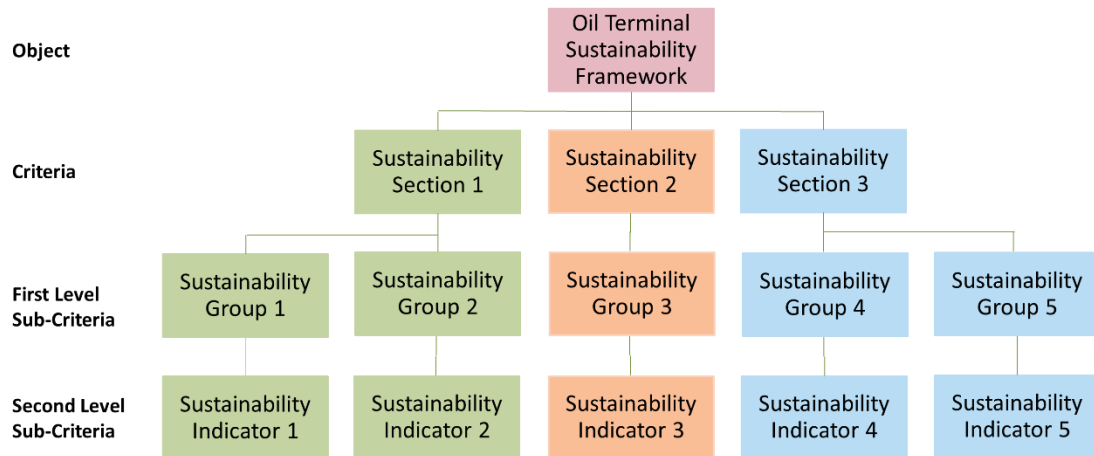 Object
Oil Terminal
Sustainability
Framework
Criteria
Sustainability
Section 1
Sustainability
Section 2
Sustainability
Section 3
First Level
Sub-Criteria
Sustainability
Group 1
Sustainability
Group 2
Sustainability
Group 3
Sustainability
Group 4
Sustainability
Group 5
Second Level
Sub-Criteria
Sustainability
Indicator 1
Sustainability
Indicator 2
Sustainability
Indicator 3
Sustainability
Indicator 4
Sustainability
Indicator 5